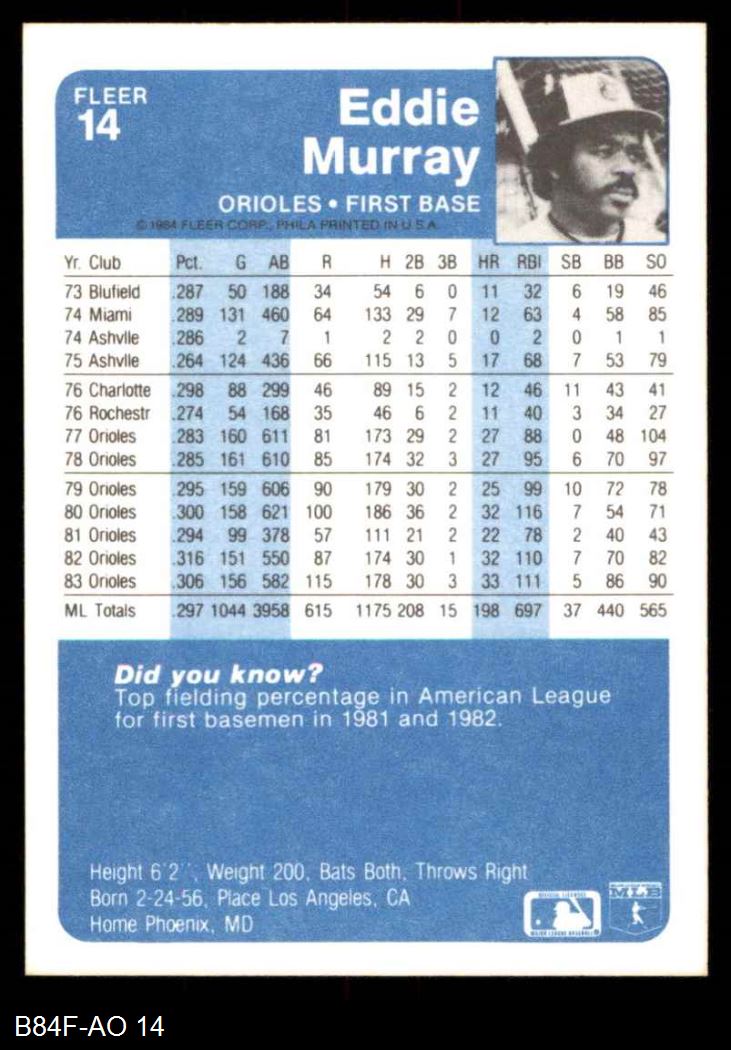 FLEER
14
Eddie
Murray
ORIOLES • FIRST BASE
© 1984 FLEER CORP., PHILA PRINTED IN U.S.A.
Yr. Club Pct. G AB R H 2B 3B HR RBI SB BB SO
73 Blufield .287 50 188 34 54 6 0 11 32 6 19 46
74 Miami .289 131 460 64 133 29 7 12 63 4 58 85
74 Ashvlle .286 2 7 1 2 2 0 0 2 0 1 1
75 Ashvlle .264 124 436 66 115 13 5 17 68 7 53 79
76 Charlotte .298 88 299 46 89 15 2 12 46 11 43 41
76 Rochestr .274 54 168 35 46 6 2 11 40 3 34 27
77 Orioles .283 160 611 81 173 29 2 27 88 0 48 104
78 Orioles .285 161 610 85 174 32 3 27 95 6 70 97
79 Orioles .295 159 606 90 179 30 2 25 99 10 72 78
80 Orioles .300 158 621 100 186 36 2 32 116 7 54 71
81 Orioles .294 99 378 57 111 21 2 22 78 2 40 43
82 Orioles .316 151 550 87 174 30 1 32 110 7 70 82
83 Orioles .306 156 582 115 178 30 3 33 111 5 86 90
ML Totals .297 1044 3958 615 1175 208 15 198 697 37 440 565
Did you know?
Top fielding percentage in American League
for first basemen in 1981 and 1982.
Height 6'2'', Weight 200, Bats Both, Throws Right
Born 2-24-56, Place Los Angeles, CA
Home Phoenix, MD
MAJOR LEAGUE BASEBALL
B84F-AO 14